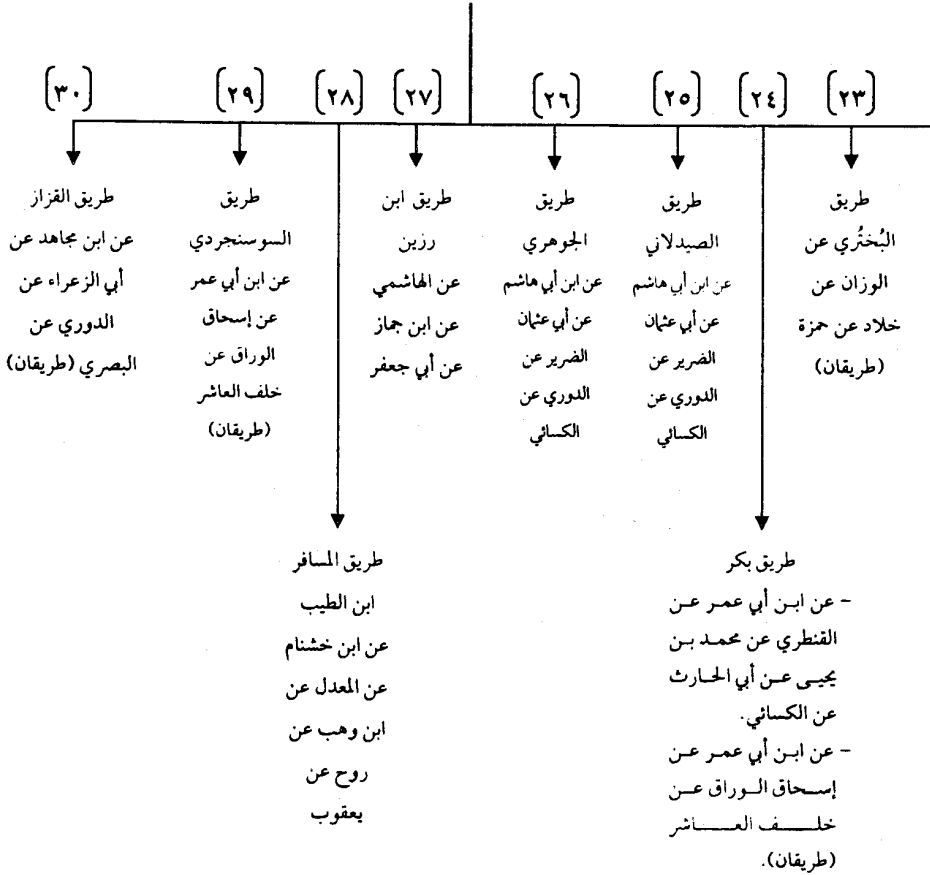 (٢٣)
طريق
البُختُري عن
الوزان عن
خلاد عن حمزة
(طريقان)
(٢٤)
طريق بكر
- عن ابن أبي عمر عن
القنطري عن محمد بن
يحيى عن أبي الحارث
عن الكسائي.
- عن ابن أبي عمر عن
إسحاق الوراق عن
خلف العاشر
(طريقان).
(٢٥)
طريق
الصيدلاني
عن ابن أبي هاشم
عن أبي عثمان
الضرير عن
الدوري عن
الكسائي
(٢٦)
طريق
الجوهري
عن ابن أبي هاشم
عن أبي عثمان
الضرير عن
الدوري عن
الكسائي
(٢٧)
طريق ابن
رزين
عن الهاشمي
عن ابن جماز
عن أبي جعفر
(٢٨)
طريق المسافر
ابن الطيب
عن ابن خشنام
عن المعدل عن
ابن وهب عن
روح عن
يعقوب
(٢٩)
طريق
السوسنجردي
عن ابن أبي عمر
عن إسحاق
الوراق عن
خلف العاشر
(طريقان)
(٣٠)
طريق القزاز
عن ابن مجاهد عن
أبي الزعراء عن
الدوري عن
البصري (طريقان)